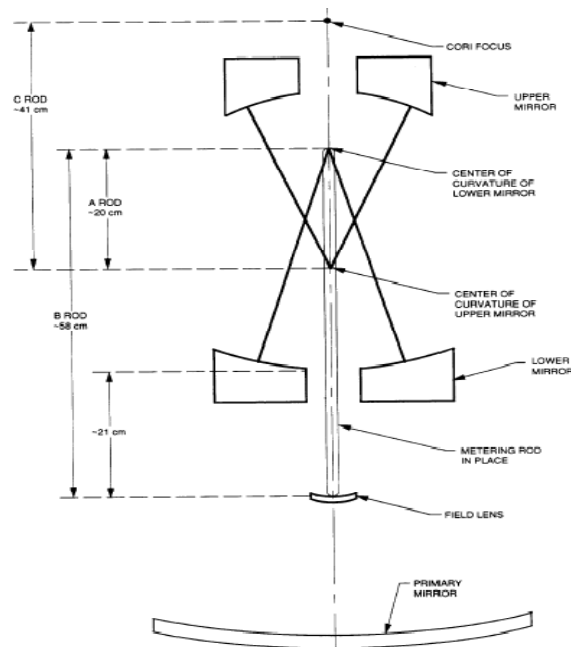 CORI FOCUS
C ROD
~41 cm
UPPER
MIRROR
CENTER OF
CURVATURE OF
LOWER MIRROR
A ROD
~20 cm
CENTER OF
CURVATURE OF
UPPER MIRROR
B ROD
~58 cm
LOWER
MIRROR
~21 cm
METERING ROD
IN PLACE
FIELD LENS
PRIMARY
MIRROR